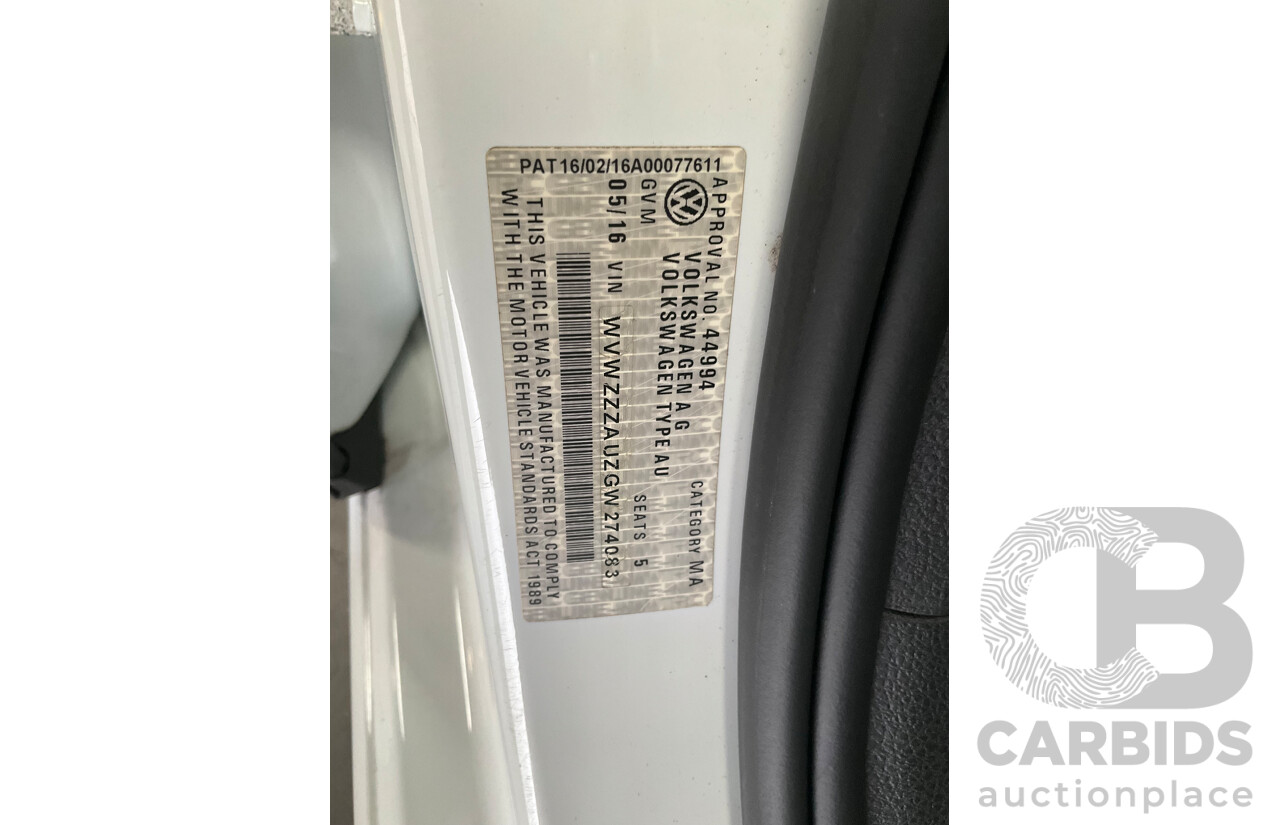 PAT16/02/16A00077611
APPROVAL NO. 44994 CATEGORY MA
VOLKSWAGEN AG
VOLKSWAGEN TYPE AU
GVM SEATS 5
05/16 VIN WVWZZZAUZGW274083
THIS VEHICLE WAS MANUFACTURED TO COMPLY
WITH THE MOTOR VEHICLE STANDARDS ACT 1989
CB
CARBIDS
auctionplace